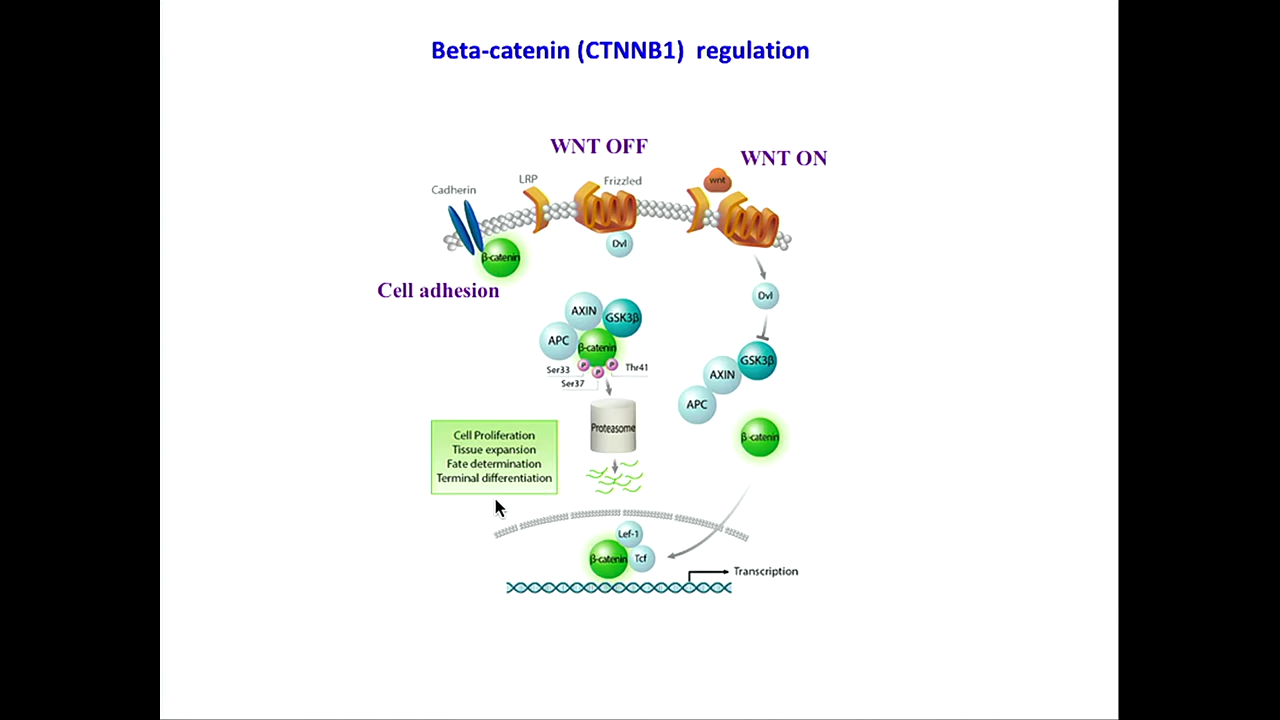 Beta-catenin (CTNNB1) regulation
WNT OFF
WNT ON
LRP
Frizzled
wnt
Cadherin
Dvl
β-catenin
Cell adhesion
Dvl
AXIN
GSK3β
APC
β-catenin
P
P
P
Ser33
Thr41
Ser37
GSK3β
AXIN
APC
Proteasome
β-catenin
Cell Proliferation
Tissue expansion
Fate determination
Terminal differentiation
Lef-1
β-catenin
Tcf
Transcription